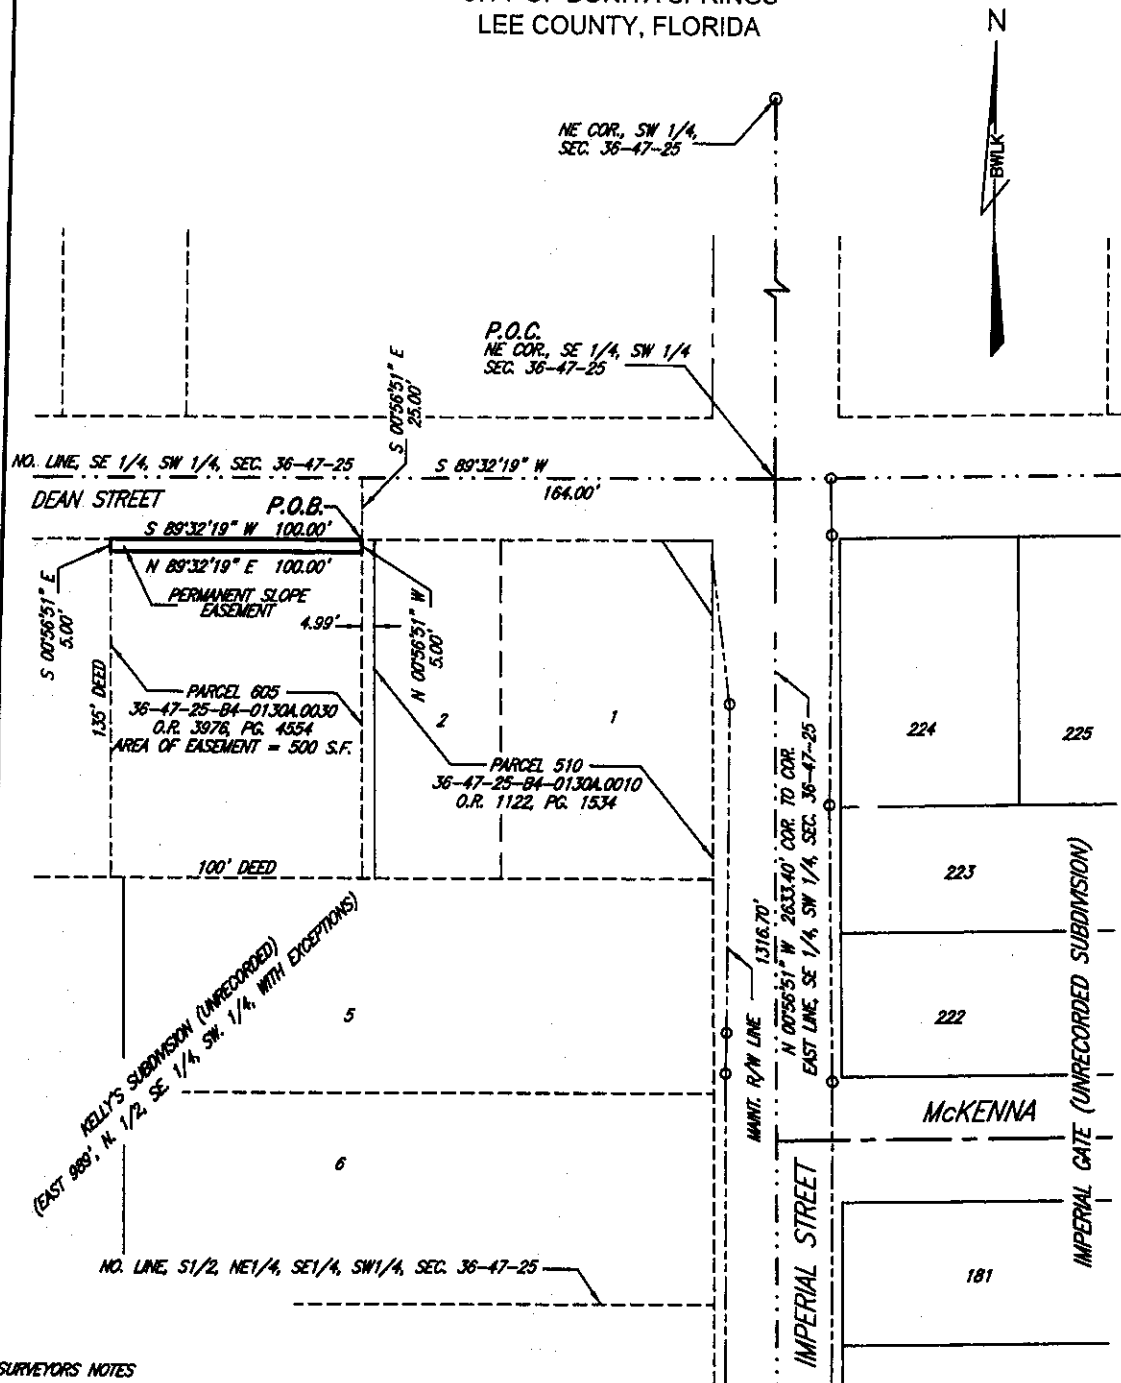 LEE COUNTY, FLORIDA
N
BWLK
NE COR., SW 1/4,
SEC. 36-47-25
P.O.C.
NE COR., SE 1/4, SW 1/4
SEC. 36-47-25
S 00°56'51" E
25.00'
NO. LINE, SE 1/4, SW 1/4, SEC. 36-47-25
S 89°32'19" W
164.00'
DEAN STREET
P.O.B.
S 89°32'19" W 100.00'
N 89°32'19" E 100.00'
PERMANENT SLOPE
EASEMENT
S 00°56'51" E
5.00'
4.99'
N 00°56'51" W
5.00'
135' DEED
PARCEL 605
36-47-25-B4-0130A.0030
O.R. 3976, PG. 4554
AREA OF EASEMENT = 500 S.F.
2
1
PARCEL 510
36-47-25-B4-0130A.0010
O.R. 1122, PG. 1534
100' DEED
224
225
223
222
KELLY'S SUBDIVISION (UNRECORDED)
(EAST 989', N. 1/2, SE. 1/4, SW. 1/4, WITH EXCEPTIONS)
5
6
MAINT. R/W LINE
1316.70'
N 00°56'51" W 2633.40' COR. TO COR.
EAST LINE, SE 1/4, SW 1/4, SEC. 36-47-25
McKENNA
IMPERIAL STREET
IMPERIAL GATE (UNRECORDED SUBDIVISION)
181
NO. LINE, S1/2, NE1/4, SE1/4, SW1/4, SEC. 36-47-25
SURVEYORS NOTES